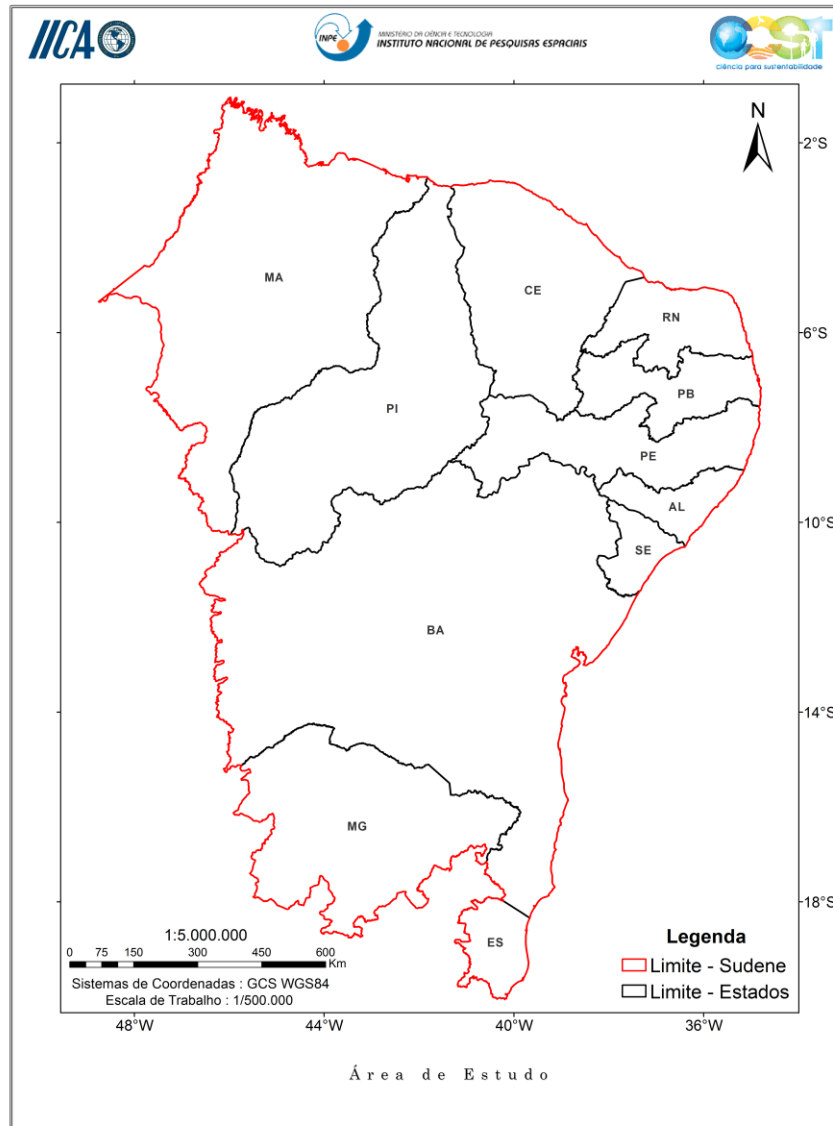 IICA
INPE
MINISTÉRIO DA CIÊNCIA E TECNOLOGIA
INSTITUTO NACIONAL DE PESQUISAS ESPACIAIS
CCST
ciência para sustentabilidade
N
2°S
MA
CE
RN
6°S
PI
PB
PE
AL
10°S
SE
BA
14°S
MG
18°S
ES
1:5.000.000
0 75 150 300 450 600
Km
Sistemas de Coordenadas : GCS WGS84
Escala de Trabalho : 1/500.000
Legenda
Limite - Sudene
Limite - Estados
48°W 44°W 40°W 36°W
Área de Estudo